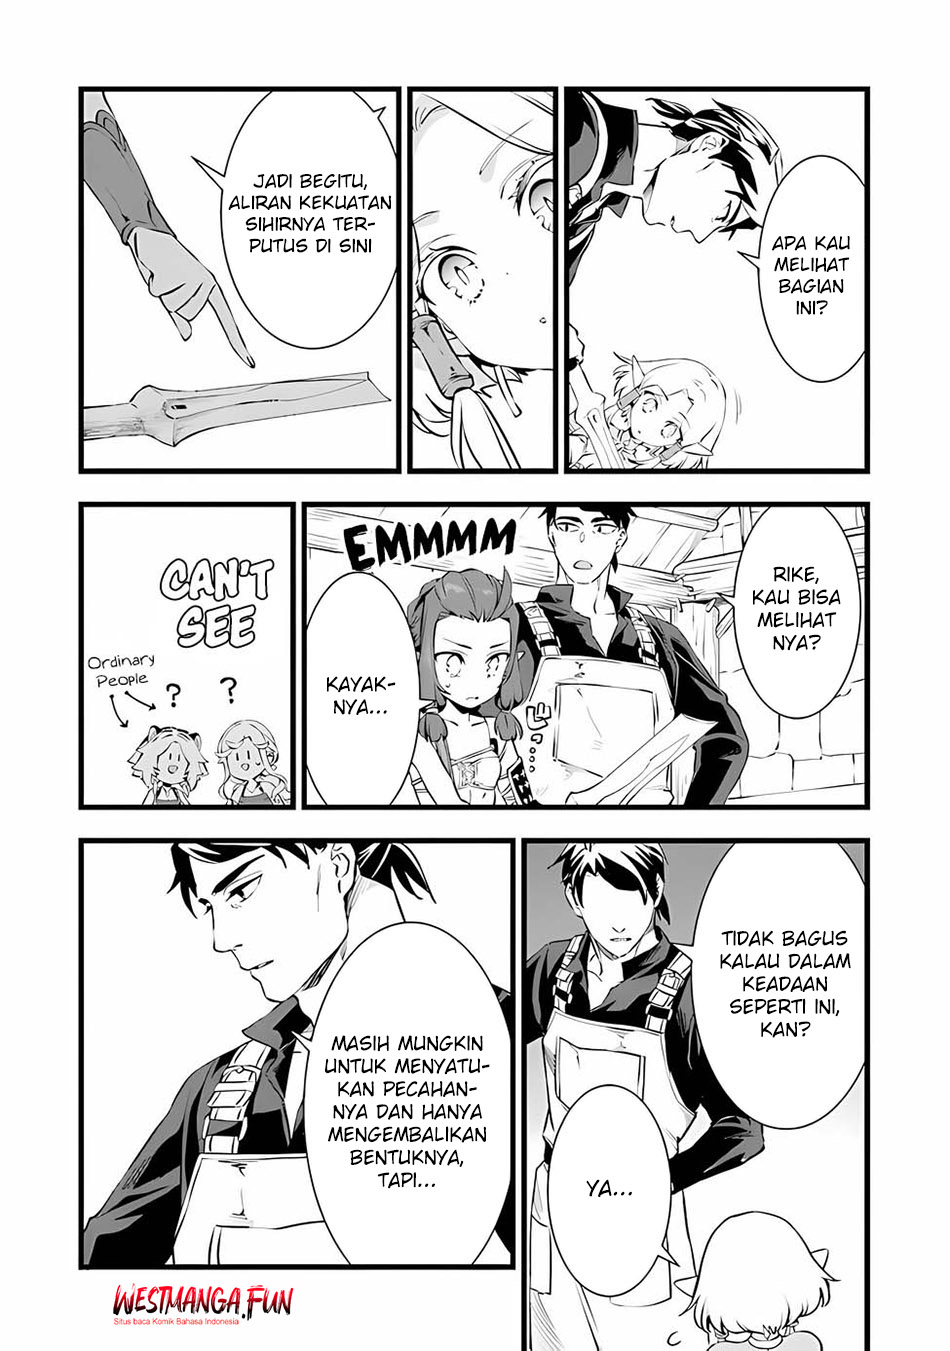 APA KAU
MELIHAT
BAGIAN
INI?
JADI BEGITU,
ALIRAN KEKUATAN
SIHIRNYA TER-
PUTUS DI SINI
RIKE,
KAU BISA
MELIHAT
NYA?
EMMMM
KAYAK-
NYA...
ビっ...
CAN'T
SEE
Ordinary
People
? ?
TIDAK BAGUS
KALAU DALAM
KEADAAN
SEPERTI INI,
KAN?
YA...
MASIH MUNGKIN
UNTUK MENYATU-
KAN PECAHAN-
NYA DAN HANYA
MENGEMBALIKAN
BENTUKNYA,
TAPI...
WESTMANGA.FUN
Situs baca Komik Bahasa Indonesia